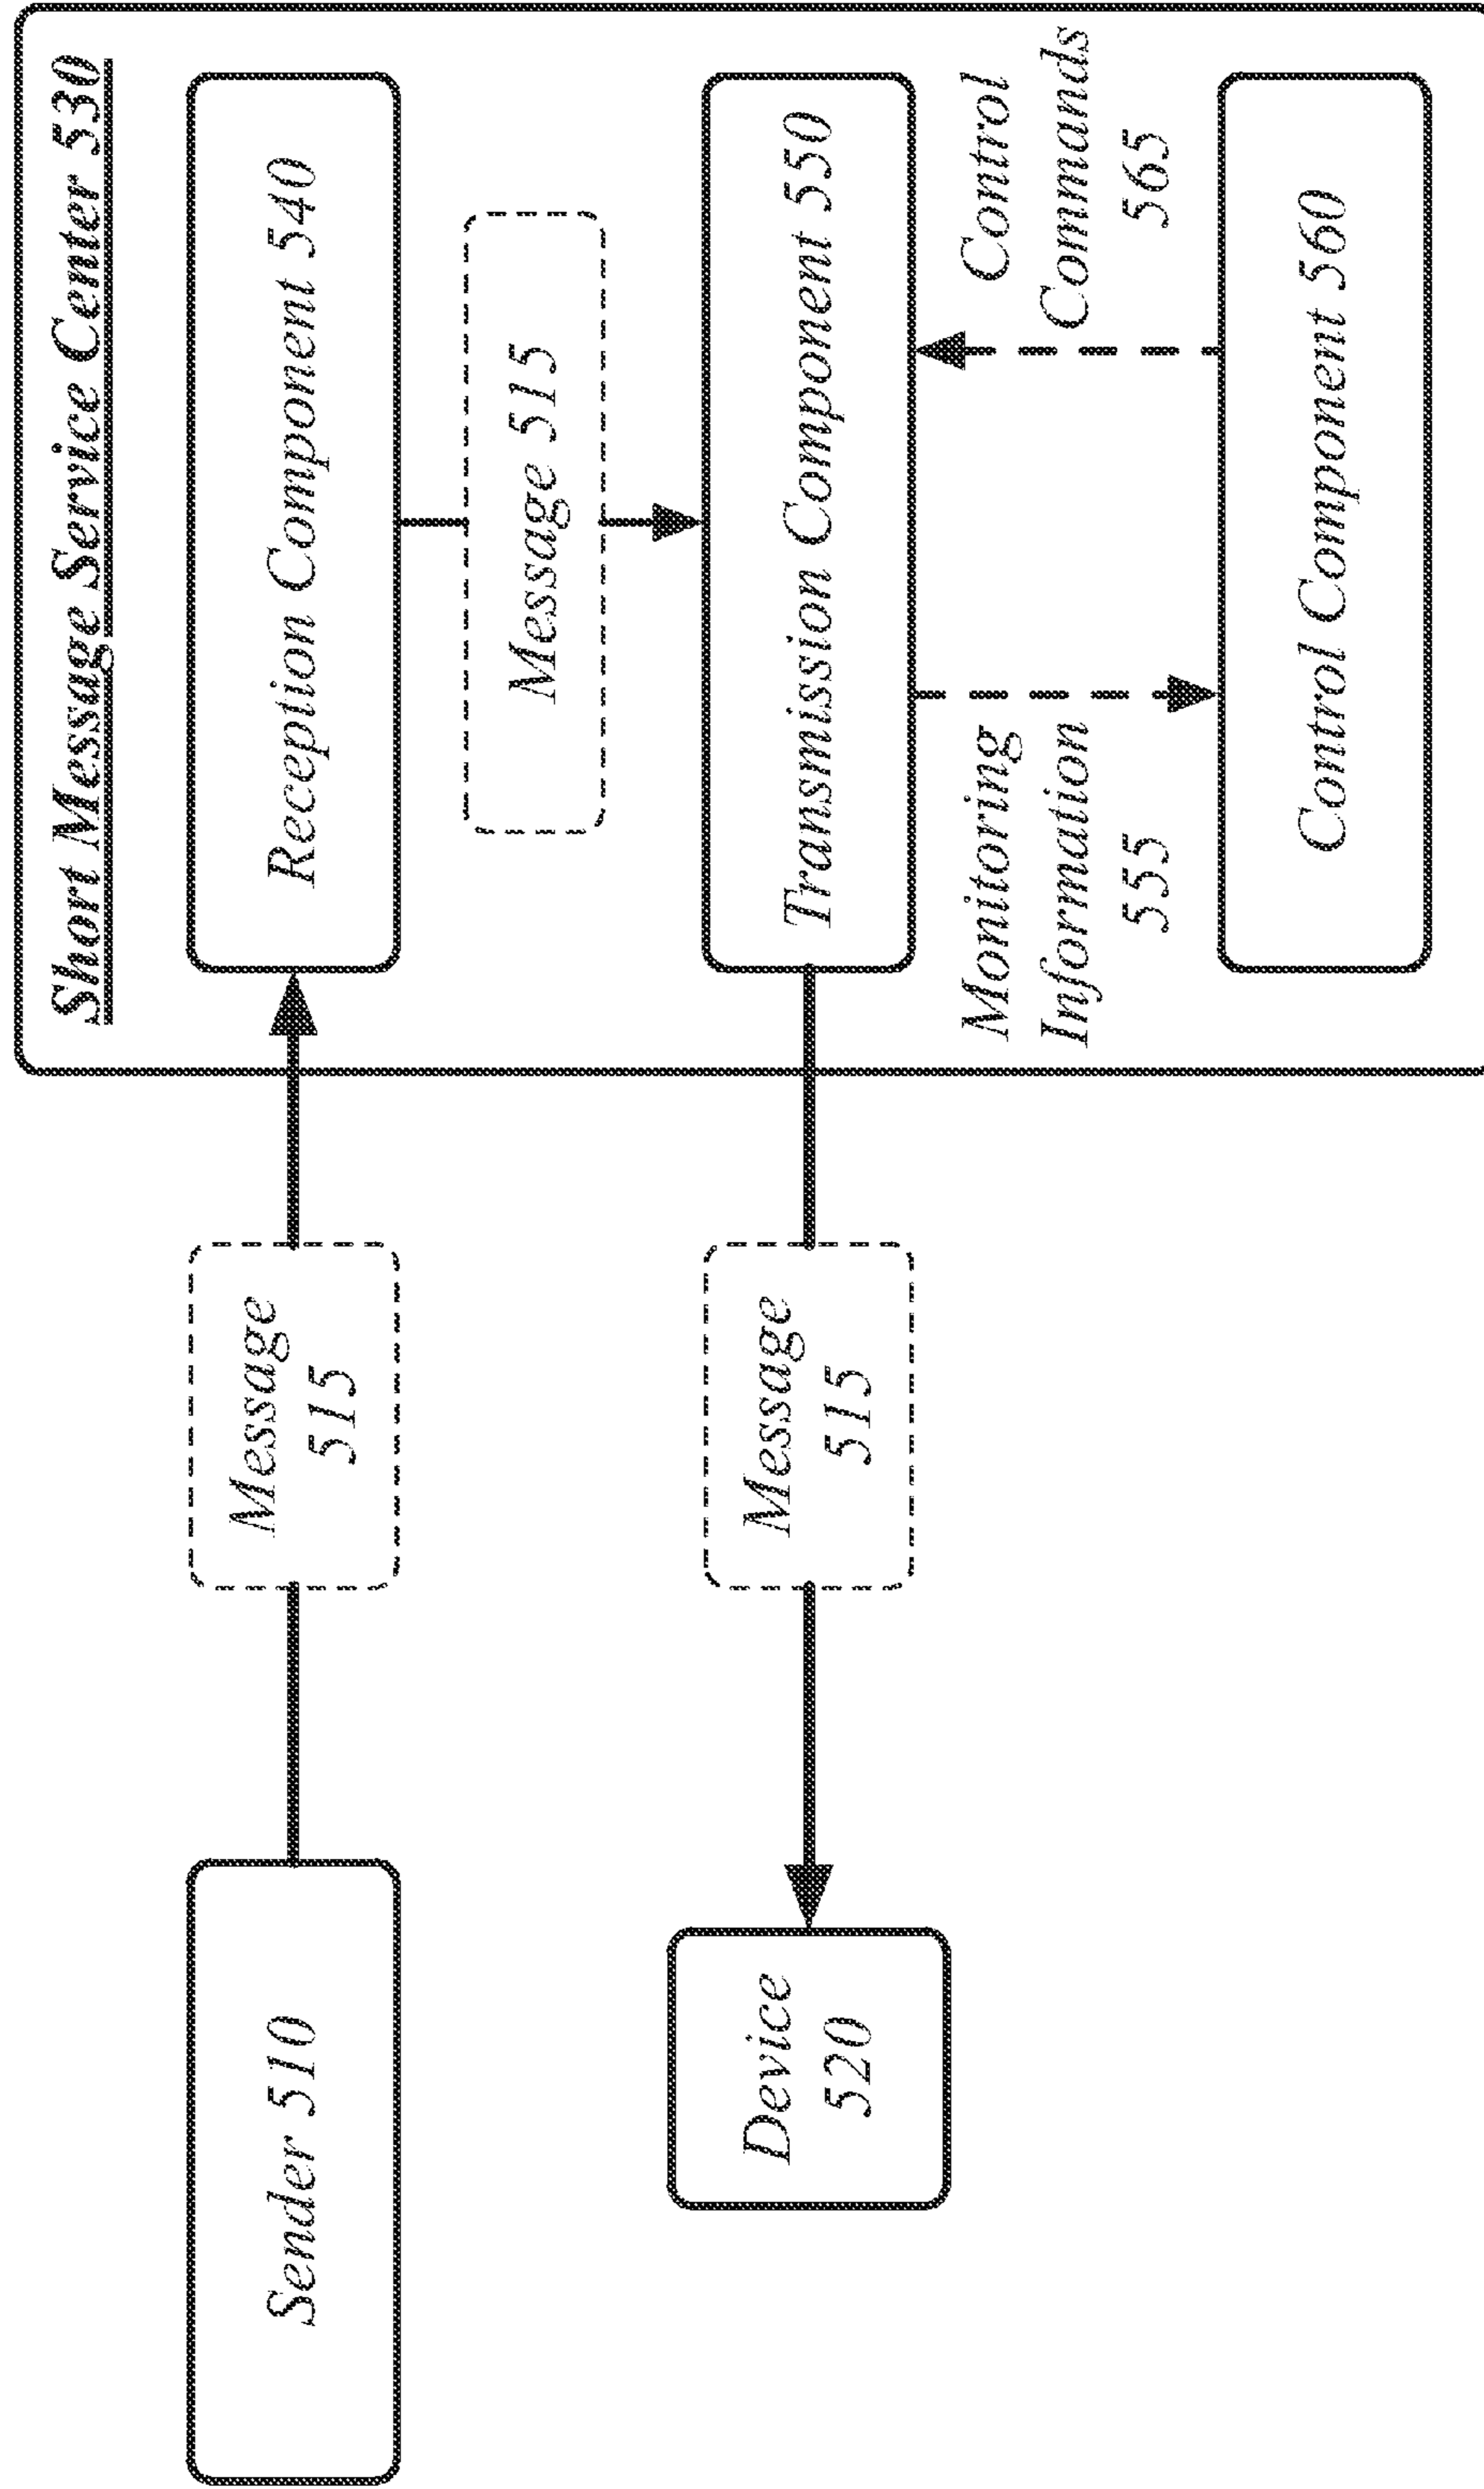 Short Message Service Center 530
Sender 510
Message
515
Reception Component 540
Message 515
Device
520
Message
515
Transmission Component 550
Monitoring
Information
555
Control
Commands
565
Control Component 560